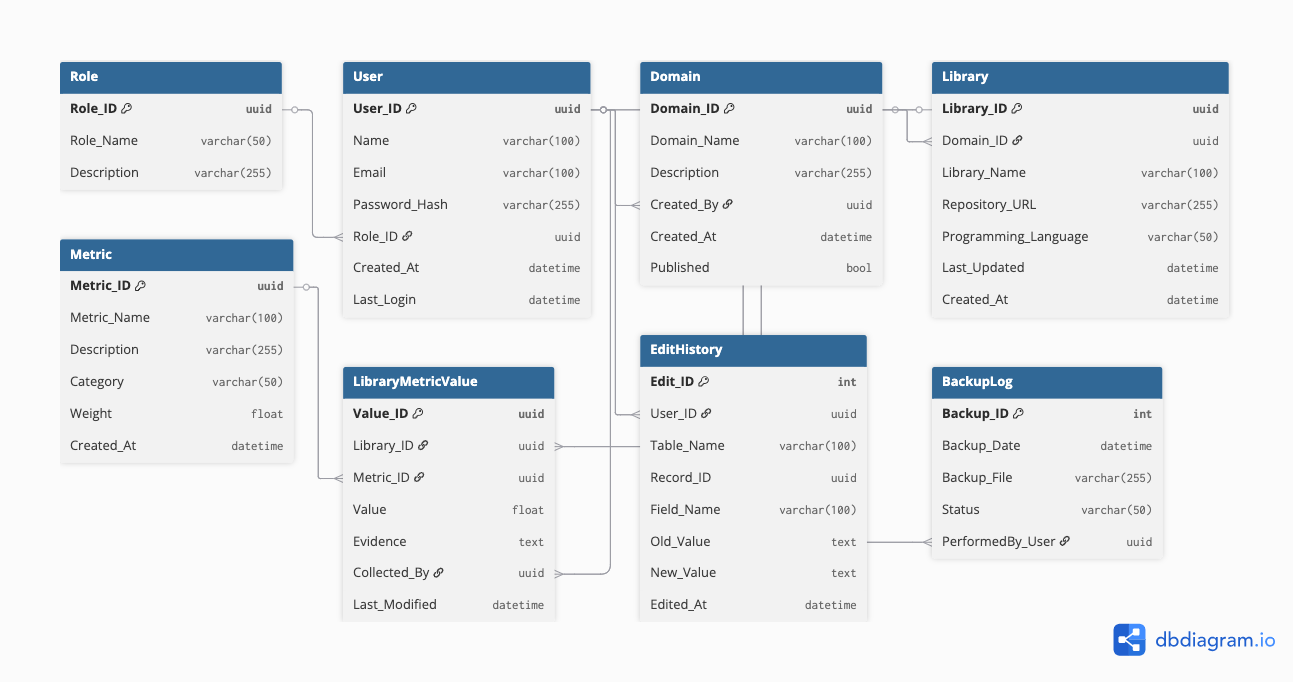 Role
Role_ID uuid
Role_Name varchar(50)
Description varchar(255)
User
User_ID uuid
Name varchar(100)
Email varchar(100)
Password_Hash varchar(255)
Role_ID uuid
Created_At datetime
Last_Login datetime
Domain
Domain_ID uuid
Domain_Name varchar(100)
Description varchar(255)
Created_By uuid
Created_At datetime
Published bool
Library
Library_ID uuid
Domain_ID uuid
Library_Name varchar(100)
Repository_URL varchar(255)
Programming_Language varchar(50)
Last_Updated datetime
Created_At datetime
Metric
Metric_ID uuid
Metric_Name varchar(100)
Description varchar(255)
Category varchar(50)
Weight float
Created_At datetime
LibraryMetricValue
Value_ID uuid
Library_ID uuid
Metric_ID uuid
Value float
Evidence text
Collected_By uuid
Last_Modified datetime
EditHistory
Edit_ID int
User_ID uuid
Table_Name varchar(100)
Record_ID uuid
Field_Name varchar(100)
Old_Value text
New_Value text
Edited_At datetime
BackupLog
Backup_ID int
Backup_Date datetime
Backup_File varchar(255)
Status varchar(50)
PerformedBy_User uuid
dbdiagram.io